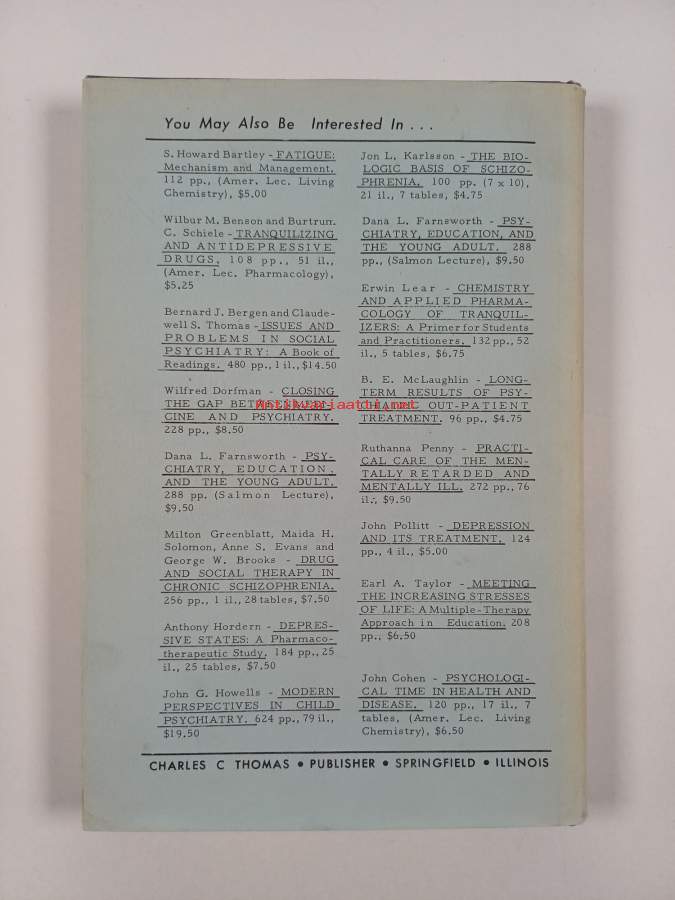 You May Also Be Interested In . . .
S. Howard Bartley - FATIGUE:
Mechanism and Management.
112 pp., (Amer. Lec. Living
Chemistry), $5.00
Wilbur M. Benson and Burtrum
C. Schiele - TRANQUILIZING
AND ANTIDEPRESSIVE
DRUGS, 108 pp., 51 il.,
(Amer. Lec. Pharmacology),
$5.25
Bernard J. Bergen and Claude-
well S. Thomas - ISSUES AND
PROBLEMS IN SOCIAL
PSYCHIATRY: A Book of
Readings. 480 pp., 1 il., $14.50
Wilfred Dorfman - CLOSING
THE GAP BETWEEN MEDI-
CINE AND PSYCHIATRY.
228 pp., $8.50
Dana L. Farnsworth - PSY-
CHIATRY, EDUCATION,
AND THE YOUNG ADULT,
288 pp. (Salmon Lecture),
$9.50
Milton Greenblatt, Maida H.
Solomon, Anne S. Evans and
George W. Brooks - DRUG
AND SOCIAL THERAPY IN
CHRONIC SCHIZOPHRENIA.
256 pp., 1 il., 28 tables, $7.50
Anthony Hordern - DEPRES-
SIVE STATES: A Pharmaco-
therapeutic Study. 184 pp., 25
il., 25 tables, $7.50
John G. Howells - MODERN
PERSPECTIVES IN CHILD
PSYCHIATRY. 624 pp., 79 il.,
$19.50
Jon L. Karlsson - THE BIO-
LOGIC BASIS OF SCHIZO-
PHRENIA. 100 pp. (7 x 10),
21 il., 7 tables, $4.75
Dana L. Farnsworth - PSY-
CHIATRY, EDUCATION, AND
THE YOUNG ADULT. 288
pp., (Salmon Lecture), $9.50
Erwin Lear - CHEMISTRY
AND APPLIED PHARMA-
COLOGY OF TRANQUIL-
IZERS: A Primer for Students
and Practitioners. 132 pp., 52
il., 5 tables, $6.75
B. E. McLaughlin - LONG-
TERM RESULTS OF PSY-
CHIATRIC OUT-PATIENT
TREATMENT. 96 pp., $4.75
Ruthanna Penny - PRACTI-
CAL CARE OF THE MEN-
TALLY RETARDED AND
MENTALLY ILL. 272 pp., 76
il., $9.50
John Pollitt - DEPRESSION
AND ITS TREATMENT. 124
pp., 4 il., $5.00
Earl A. Taylor - MEETING
THE INCREASING STRESSES
OF LIFE: A Multiple-Therapy
Approach in Education. 208
pp., $6.50
John Cohen - PSYCHOLOGI-
CAL TIME IN HEALTH AND
DISEASE. 120 pp., 17 il., 7
tables, (Amer. Lec. Living
Chemistry), $6.50
CHARLES C THOMAS • PUBLISHER • SPRINGFIELD • ILLINOIS
Antikvariaatti.net